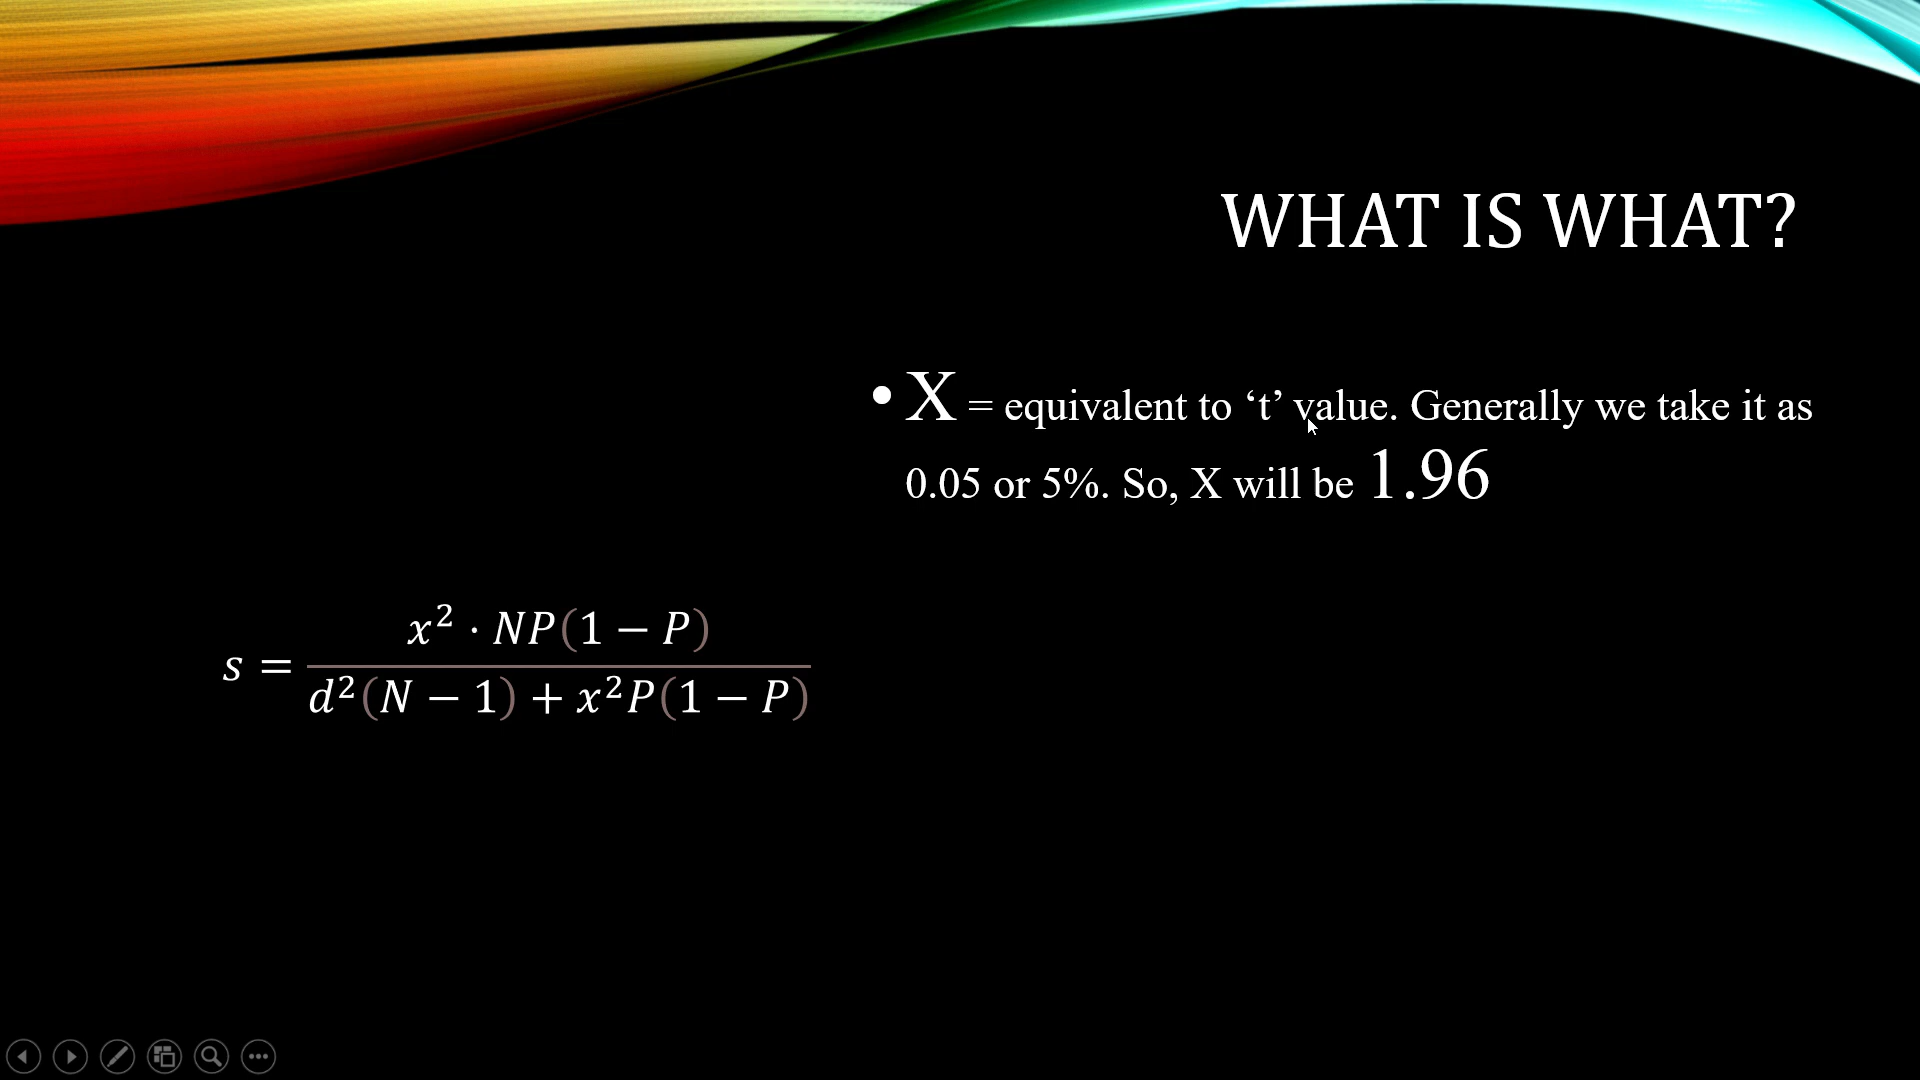 WHAT IS WHAT?
• X = equivalent to ‘t’ value. Generally we take it as
0.05 or 5%. So, X will be 1.96
s = x² · NP(1 − P) / d²(N − 1) + x²P(1 − P)